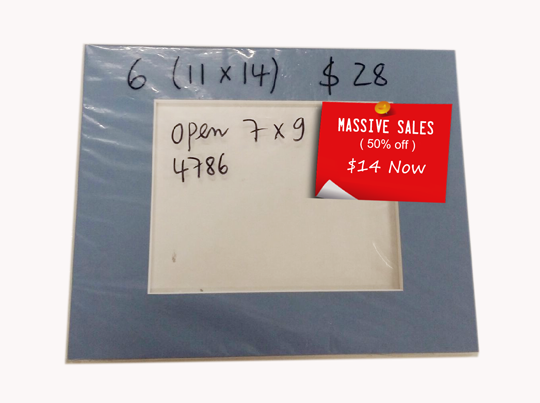 6 (11 x 14) $ 28
Open 7 x 9
4786
MASSIVE SALES
( 50% off )
$14 Now